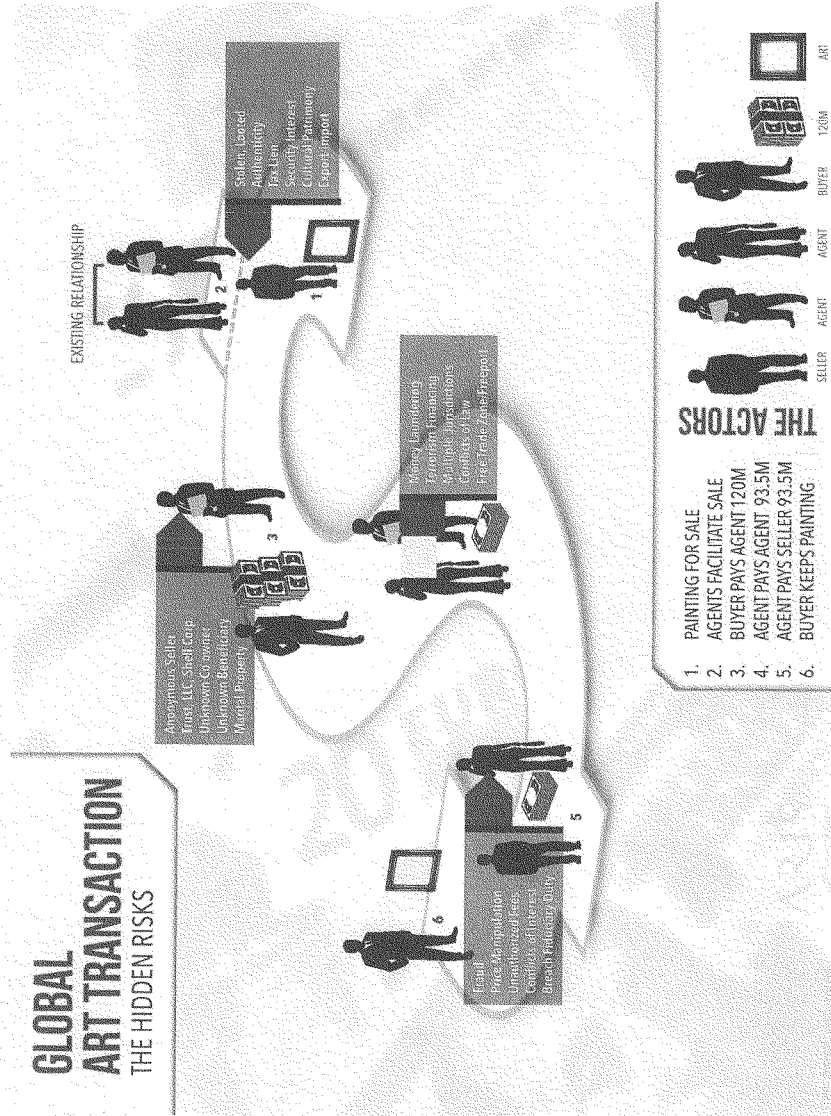 GLOBAL
ART TRANSACTION
THE HIDDEN RISKS
EXISTING RELATIONSHIP
Stolen, Looted
Authenticity
Tax Lien
Security Interest
Cultural Patrimony
Export-Import
1
2
Anonymous Seller
Trust, LLC, Shell Corp
Unknown Co-owner
Unknown Beneficiary
Marital Property
3
Money Laundering
Terrorism Financing
Multiple Jurisdictions
Conflicts of Law
Free Trade Zone-Freeport
Fraud
Price Manipulation
Unauthorized Fees
Conflicts of Interest
Breach Fiduciary Duty
5
6
1. PAINTING FOR SALE
2. AGENTS FACILITATE SALE
3. BUYER PAYS AGENT 120M
4. AGENT PAYS AGENT 93.5M
5. AGENT PAYS SELLER 93.5M
6. BUYER KEEPS PAINTING
THE ACTORS
SELLER
AGENT
AGENT
BUYER
120M
ART